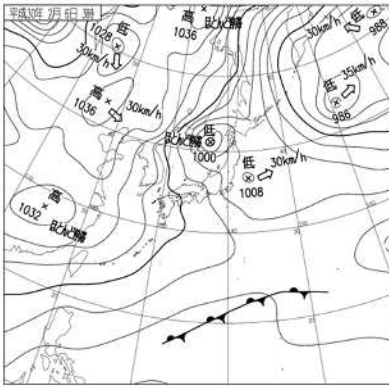 平成30年 2月 6日 3時
高
1036
ほとんど停滞
低
1028
30km/h
高
1036
30km/h
30km/h
988
35km/h
986
低
ほとんど停滞
1000
低
30km/h
1008
高
1032
ほとんど停滞